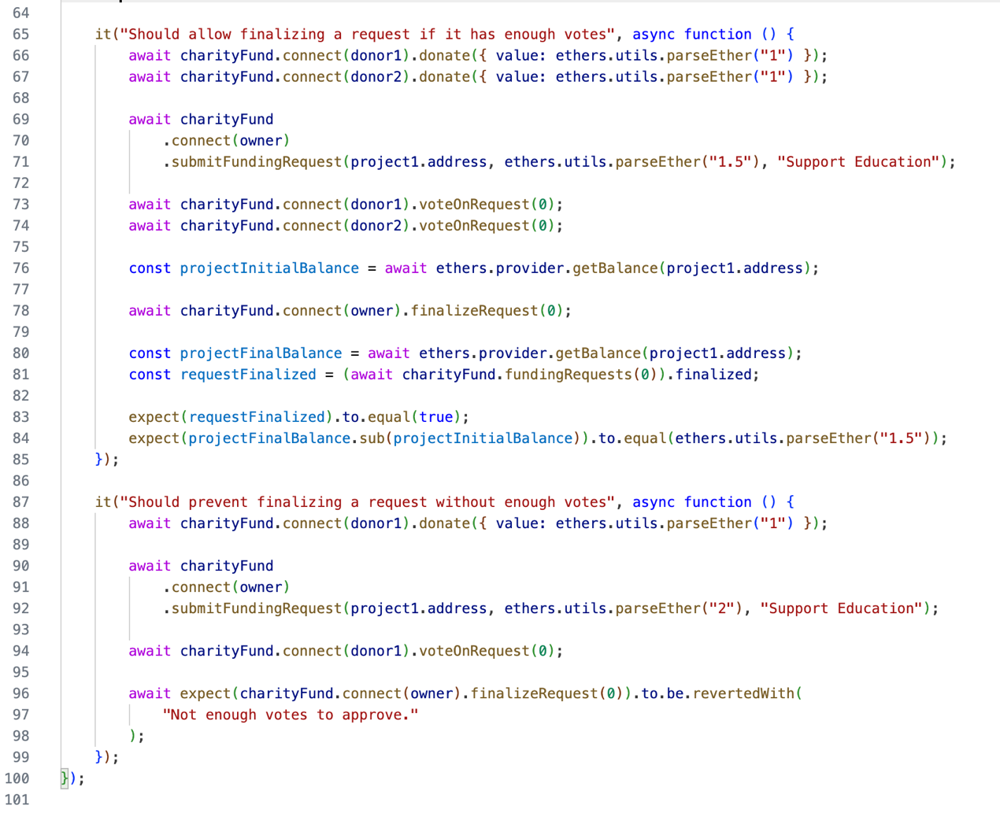 64
65 it("Should allow finalizing a request if it has enough votes", async function () {
66 await charityFund.connect(donor1).donate({ value: ethers.utils.parseEther("1") });
67 await charityFund.connect(donor2).donate({ value: ethers.utils.parseEther("1") });
68
69 await charityFund
70 .connect(owner)
71 .submitFundingRequest(project1.address, ethers.utils.parseEther("1.5"), "Support Education");
72
73 await charityFund.connect(donor1).voteOnRequest(0);
74 await charityFund.connect(donor2).voteOnRequest(0);
75
76 const projectInitialBalance = await ethers.provider.getBalance(project1.address);
77
78 await charityFund.connect(owner).finalizeRequest(0);
79
80 const projectFinalBalance = await ethers.provider.getBalance(project1.address);
81 const requestFinalized = (await charityFund.fundingRequests(0)).finalized;
82
83 expect(requestFinalized).to.equal(true);
84 expect(projectFinalBalance.sub(projectInitialBalance)).to.equal(ethers.utils.parseEther("1.5"));
85 });
86
87 it("Should prevent finalizing a request without enough votes", async function () {
88 await charityFund.connect(donor1).donate({ value: ethers.utils.parseEther("1") });
89
90 await charityFund
91 .connect(owner)
92 .submitFundingRequest(project1.address, ethers.utils.parseEther("2"), "Support Education");
93
94 await charityFund.connect(donor1).voteOnRequest(0);
95
96 await expect(charityFund.connect(owner).finalizeRequest(0)).to.be.revertedWith(
97 "Not enough votes to approve."
98 );
99 });
100 });
101